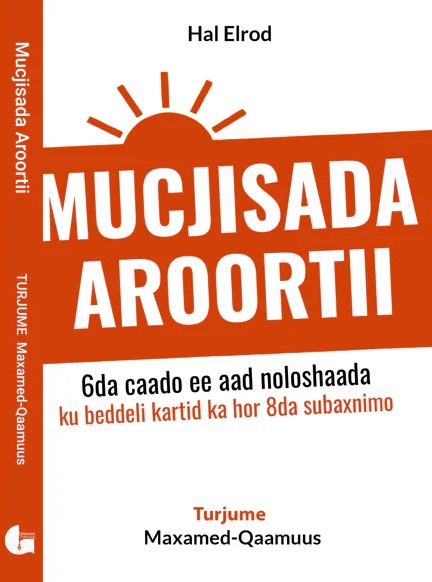 Hal Elrod
MUCJISADA
AROORTII
6da caado ee aad noloshaada
ku beddeli kartid ka hor 8da subaxnimo
Turjume
Maxamed-Qaamuus
Mucjisada Aroortii
TURJUME Maxamed-Qaamuus